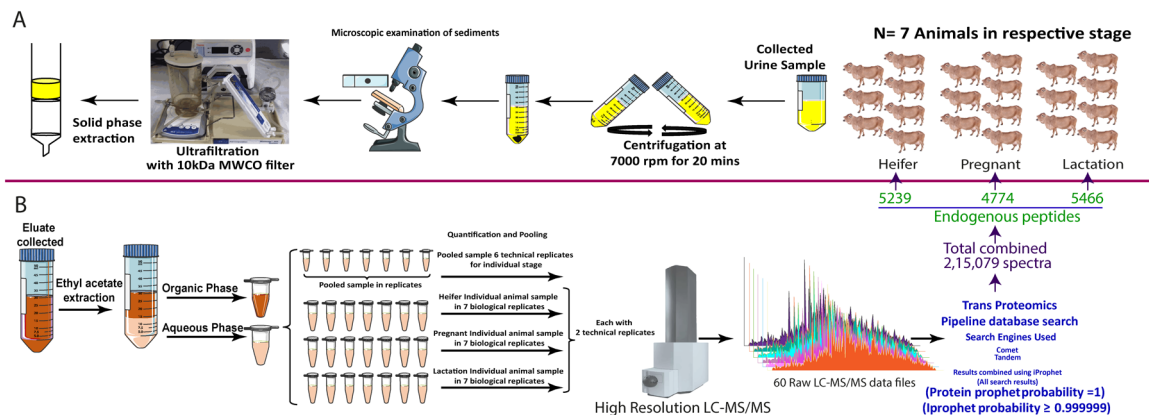 A
N= 7 Animals in respective stage
Microscopic examination of sediments
Collected
Urine Sample
Solid phase
extraction
Ultrafiltration
with 10kDa MWCO filter
Centrifugation at
7000 rpm for 20 mins
Heifer
Pregnant
Lactation
B
5239
4774
5466
Endogenous peptides
Eluate
collected
Ethyl acetate
extraction
Organic Phase
Aqueous Phase
Quantification and Pooling
Pooled sample 6 technical replicates
for individual stage
Pooled sample in replicates
Heifer Individual animal sample
in 7 biological replicates
Pregnant Individual animal sample
in 7 biological replicates
Lactation Individual animal sample
in 7 biological replicates
Each with
2 technical replicates
High Resolution LC-MS/MS
60 Raw LC-MS/MS data files
Total combined
2,15,079 spectra
Trans Proteomics
Pipeline database search
Search Engines Used
Comet
Tandem
Results combined using iProphet
(All search results)
(Protein prophet probability =1)
(Iprophet probability ≥ 0.999999)